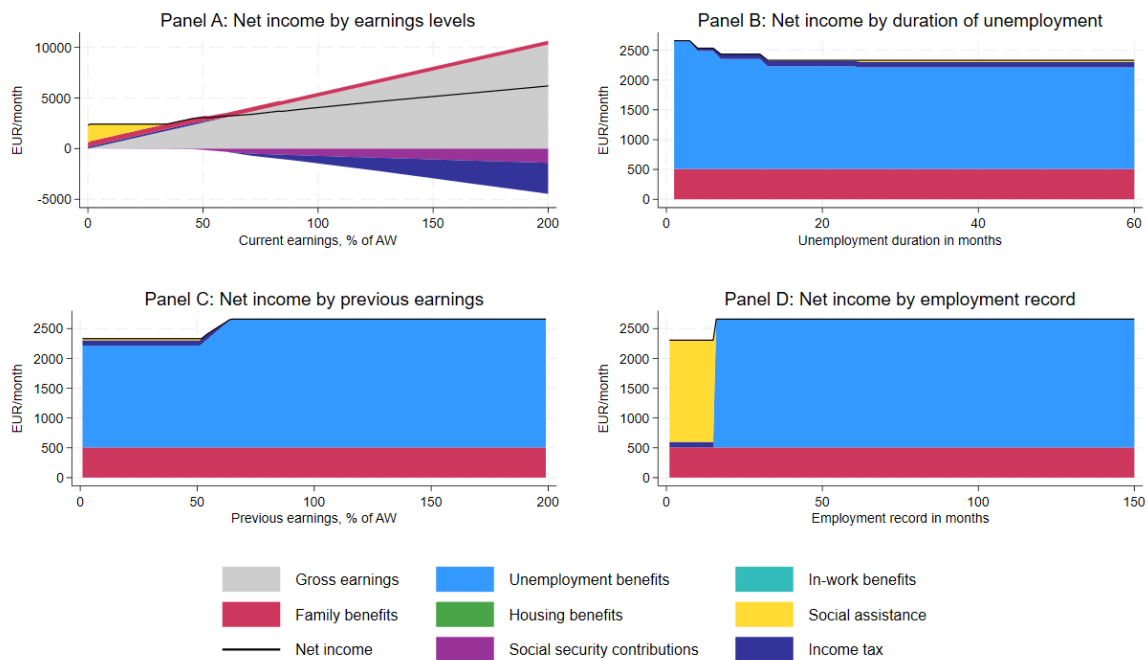 Panel A: Net income by earnings levels
10000
5000
0
-5000
EUR/month
0 50 100 150 200
Current earnings, % of AW
Panel B: Net income by duration of unemployment
2500
2000
1500
1000
500
0
EUR/month
0 20 40 60
Unemployment duration in months
Panel C: Net income by previous earnings
2500
2000
1500
1000
500
0
EUR/month
0 50 100 150 200
Previous earnings, % of AW
Panel D: Net income by employment record
2500
2000
1500
1000
500
0
EUR/month
0 50 100 150
Employment record in months
Gross earnings Unemployment benefits In-work benefits
Family benefits Housing benefits Social assistance
Net income Social security contributions Income tax